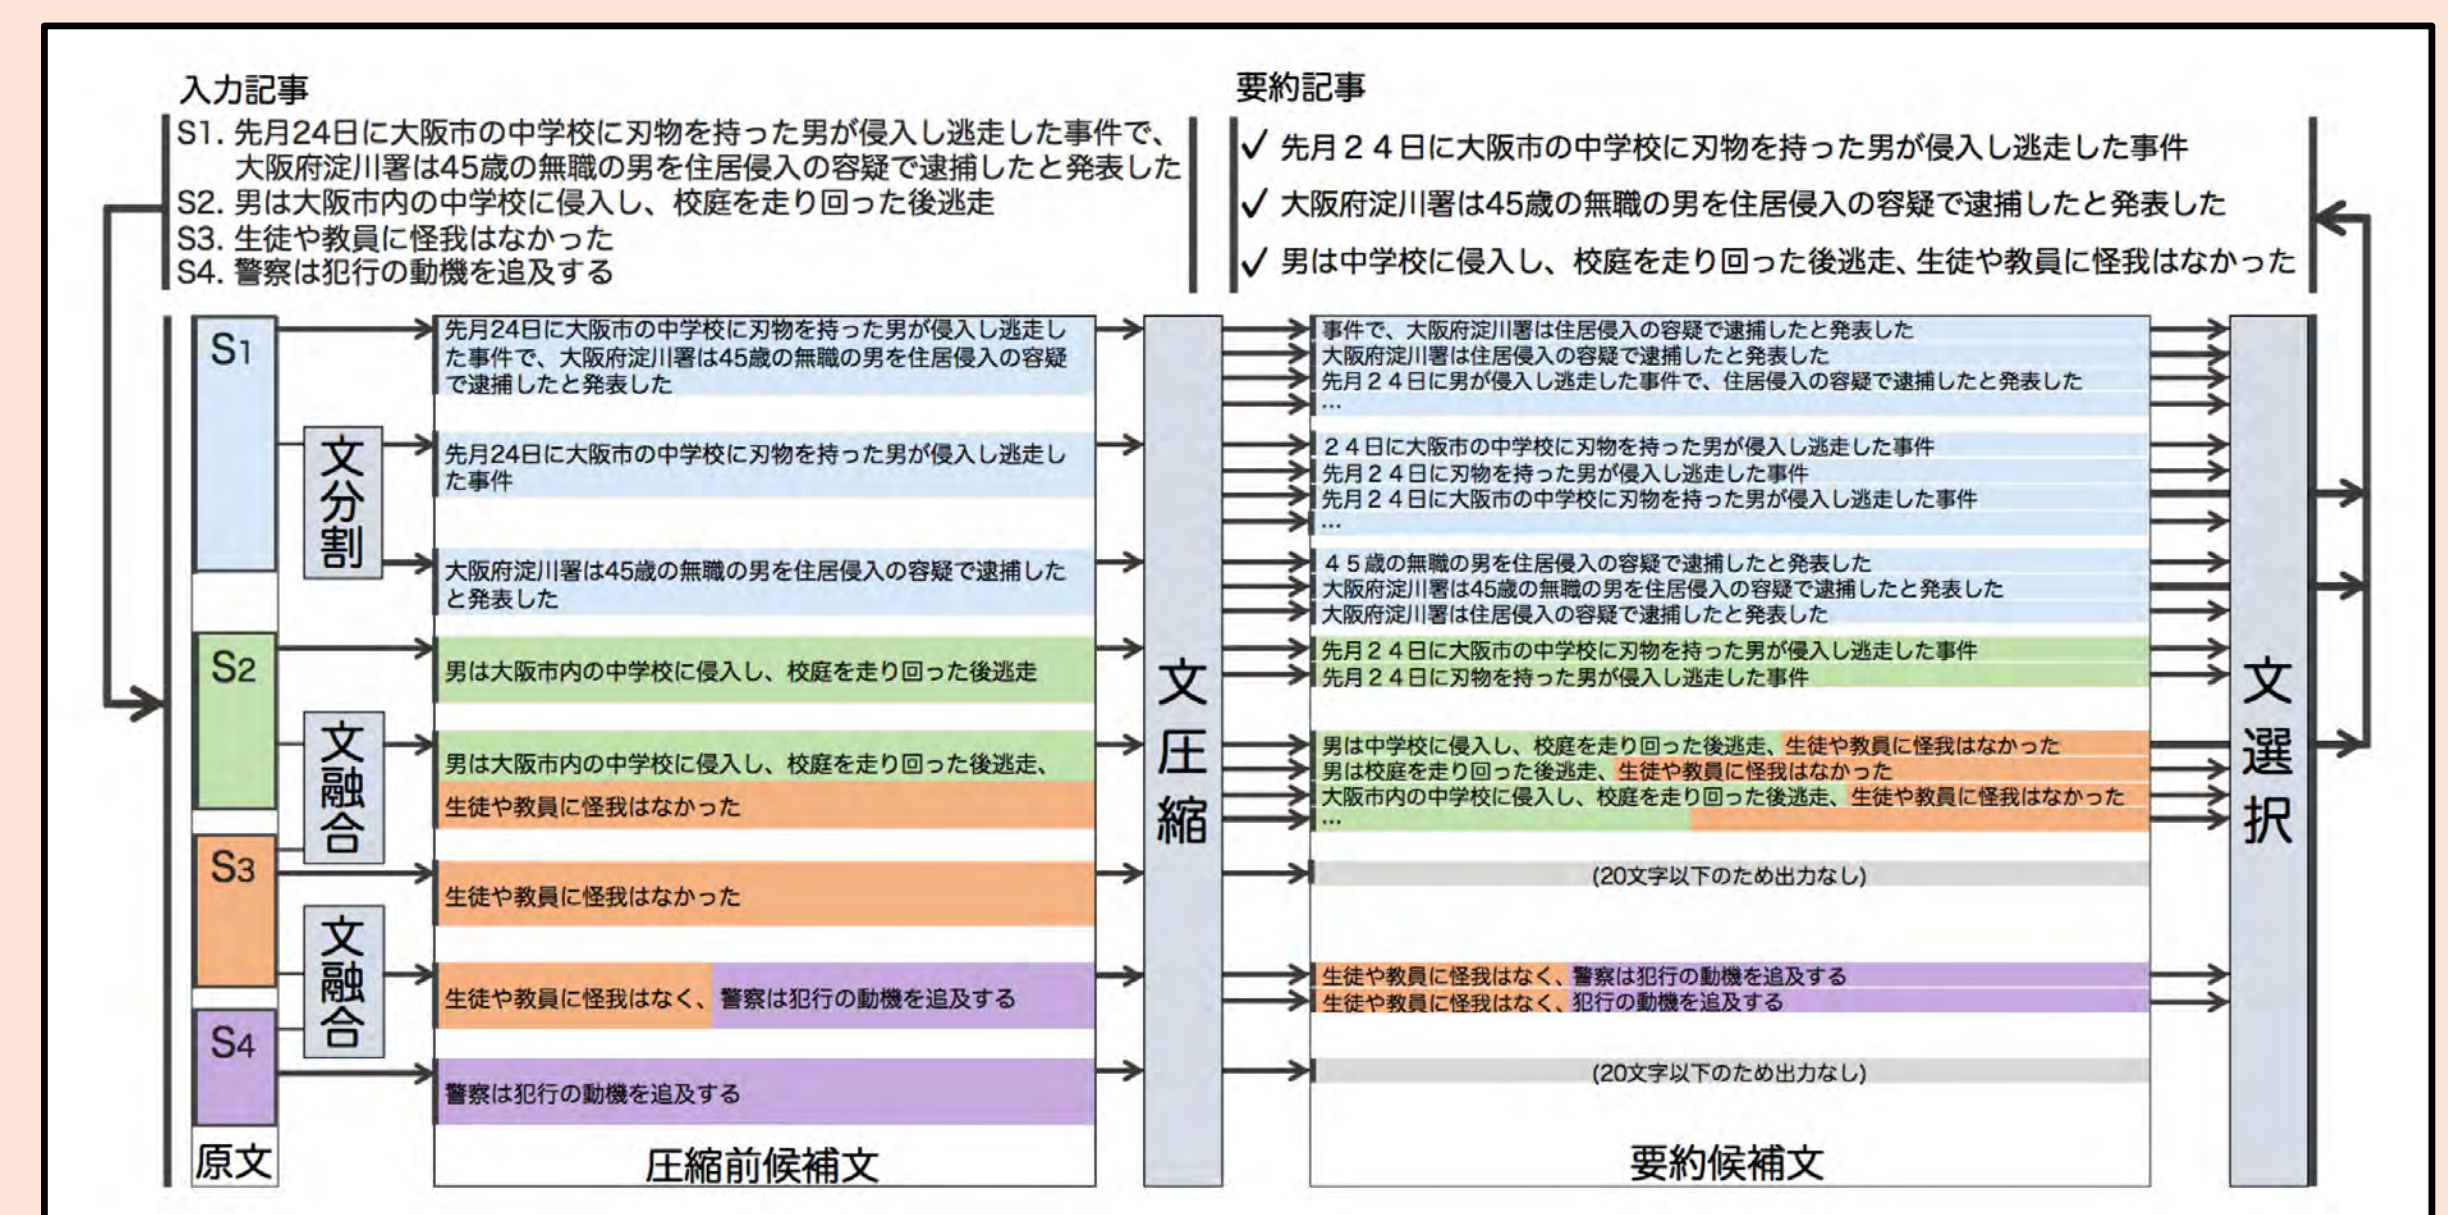 入力記事
S1. 先月24日に大阪市の中学校に刃物を持った男が侵入し逃走した事件で、
大阪府淀川署は45歳の無職の男を住居侵入の容疑で逮捕したと発表した
S2. 男は大阪市内の中学校に侵入し、校庭を走り回った後逃走
S3. 生徒や教員に怪我はなかった
S4. 警察は犯行の動機を追及する
要約記事
✓ 先月２４日に大阪市の中学校に刃物を持った男が侵入し逃走した事件
✓ 大阪府淀川署は45歳の無職の男を住居侵入の容疑で逮捕したと発表した
✓ 男は中学校に侵入し、校庭を走り回った後逃走、生徒や教員に怪我はなかった
S1
S2
S3
S4
原文
文分割
文融合
文融合
先月24日に大阪市の中学校に刃物を持った男が侵入し逃走し
た事件で、大阪府淀川署は45歳の無職の男を住居侵入の容疑
で逮捕したと発表した
先月24日に大阪市の中学校に刃物を持った男が侵入し逃走し
た事件
大阪府淀川署は45歳の無職の男を住居侵入の容疑で逮捕した
と発表した
男は大阪市内の中学校に侵入し、校庭を走り回った後逃走
男は大阪市内の中学校に侵入し、校庭を走り回った後逃走、
生徒や教員に怪我はなかった
生徒や教員に怪我はなかった
生徒や教員に怪我はなく、警察は犯行の動機を追及する
警察は犯行の動機を追及する
圧縮前候補文
文圧縮
事件で、大阪府淀川署は住居侵入の容疑で逮捕したと発表した
大阪府淀川署は住居侵入の容疑で逮捕したと発表した
先月２４日に男が侵入し逃走した事件で、住居侵入の容疑で逮捕したと発表した
...
２４日に大阪市の中学校に刃物を持った男が侵入し逃走した事件
先月２４日に刃物を持った男が侵入し逃走した事件
先月２４日に大阪市の中学校に刃物を持った男が侵入し逃走した事件
...
４５歳の無職の男を住居侵入の容疑で逮捕したと発表した
大阪府淀川署は45歳の無職の男を住居侵入の容疑で逮捕したと発表した
大阪府淀川署は住居侵入の容疑で逮捕したと発表した
先月２４日に大阪市の中学校に刃物を持った男が侵入し逃走した事件
先月２４日に刃物を持った男が侵入し逃走した事件
男は中学校に侵入し、校庭を走り回った後逃走、生徒や教員に怪我はなかった
男は校庭を走り回った後逃走、生徒や教員に怪我はなかった
大阪市内の中学校に侵入し、校庭を走り回った後逃走、生徒や教員に怪我はなかった
...
(20文字以下のため出力なし)
生徒や教員に怪我はなく、警察は犯行の動機を追及する
生徒や教員に怪我はなく、犯行の動機を追及する
(20文字以下のため出力なし)
要約候補文
文選択